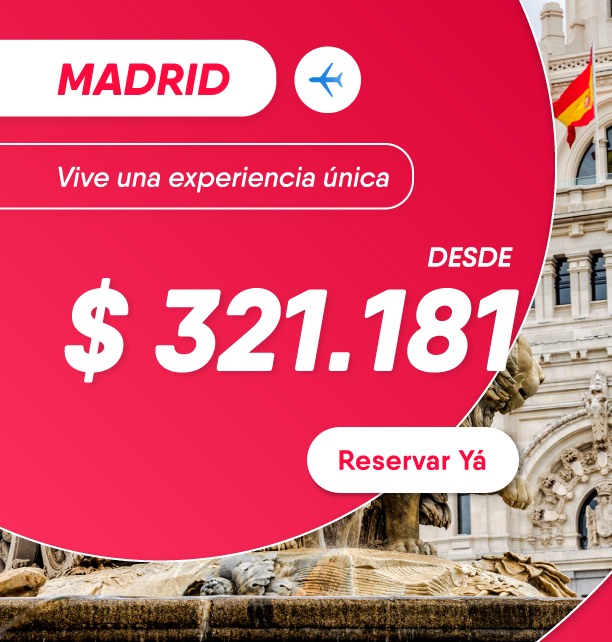 MADRID
Vive una experiencia única
DESDE
$ 321.181
Reservar Yá